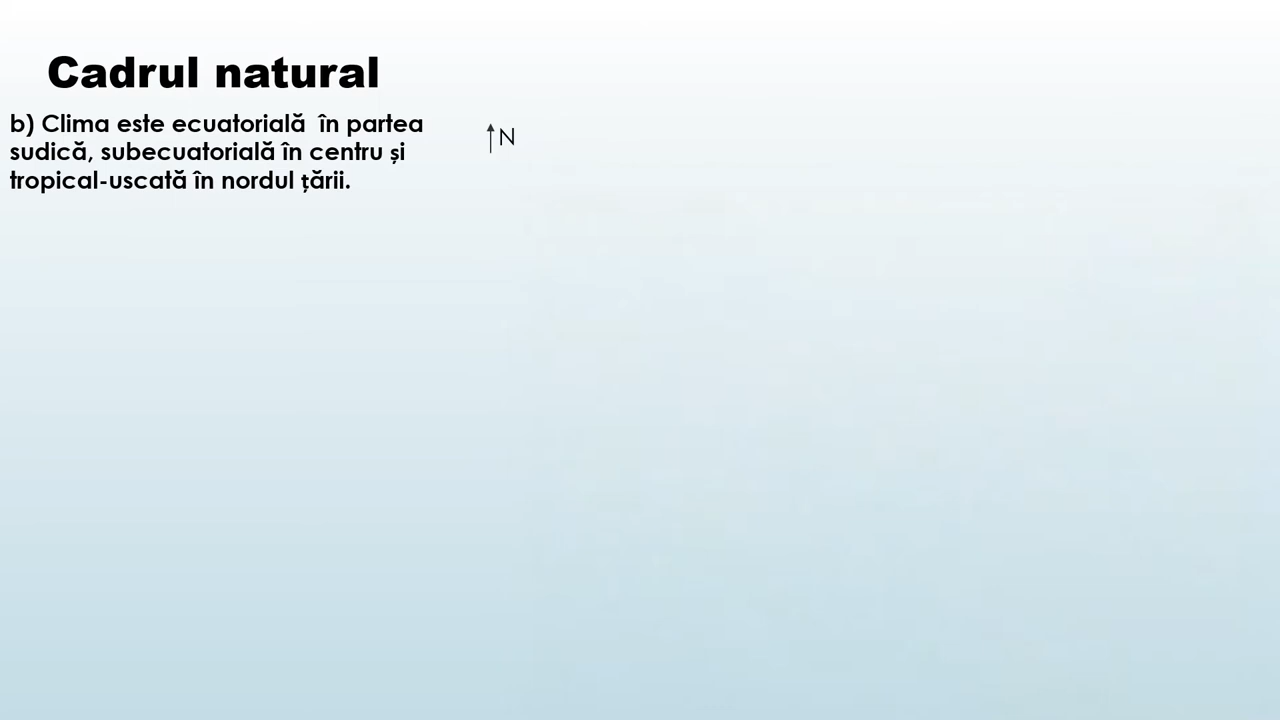 Cadrul natural
b) Clima este ecuatorială în partea
sudică, subecuatorială în centru și
tropical-uscată în nordul țării.
N